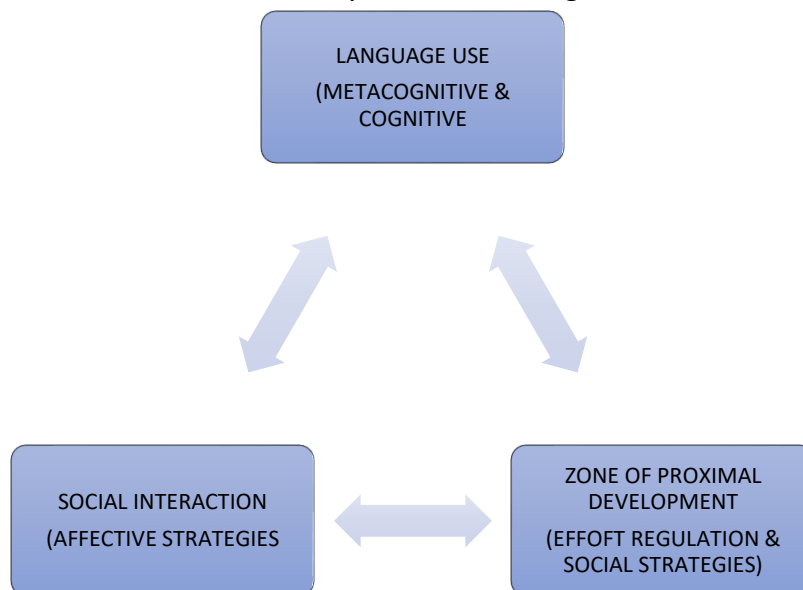 LANGUAGE USE
(METACOGNITIVE &
COGNITIVE
SOCIAL INTERACTION
(AFFECTIVE STRATEGIES
ZONE OF PROXIMAL
DEVELOPMENT
(EFFOFT REGULATION &
SOCIAL STRATEGIES)